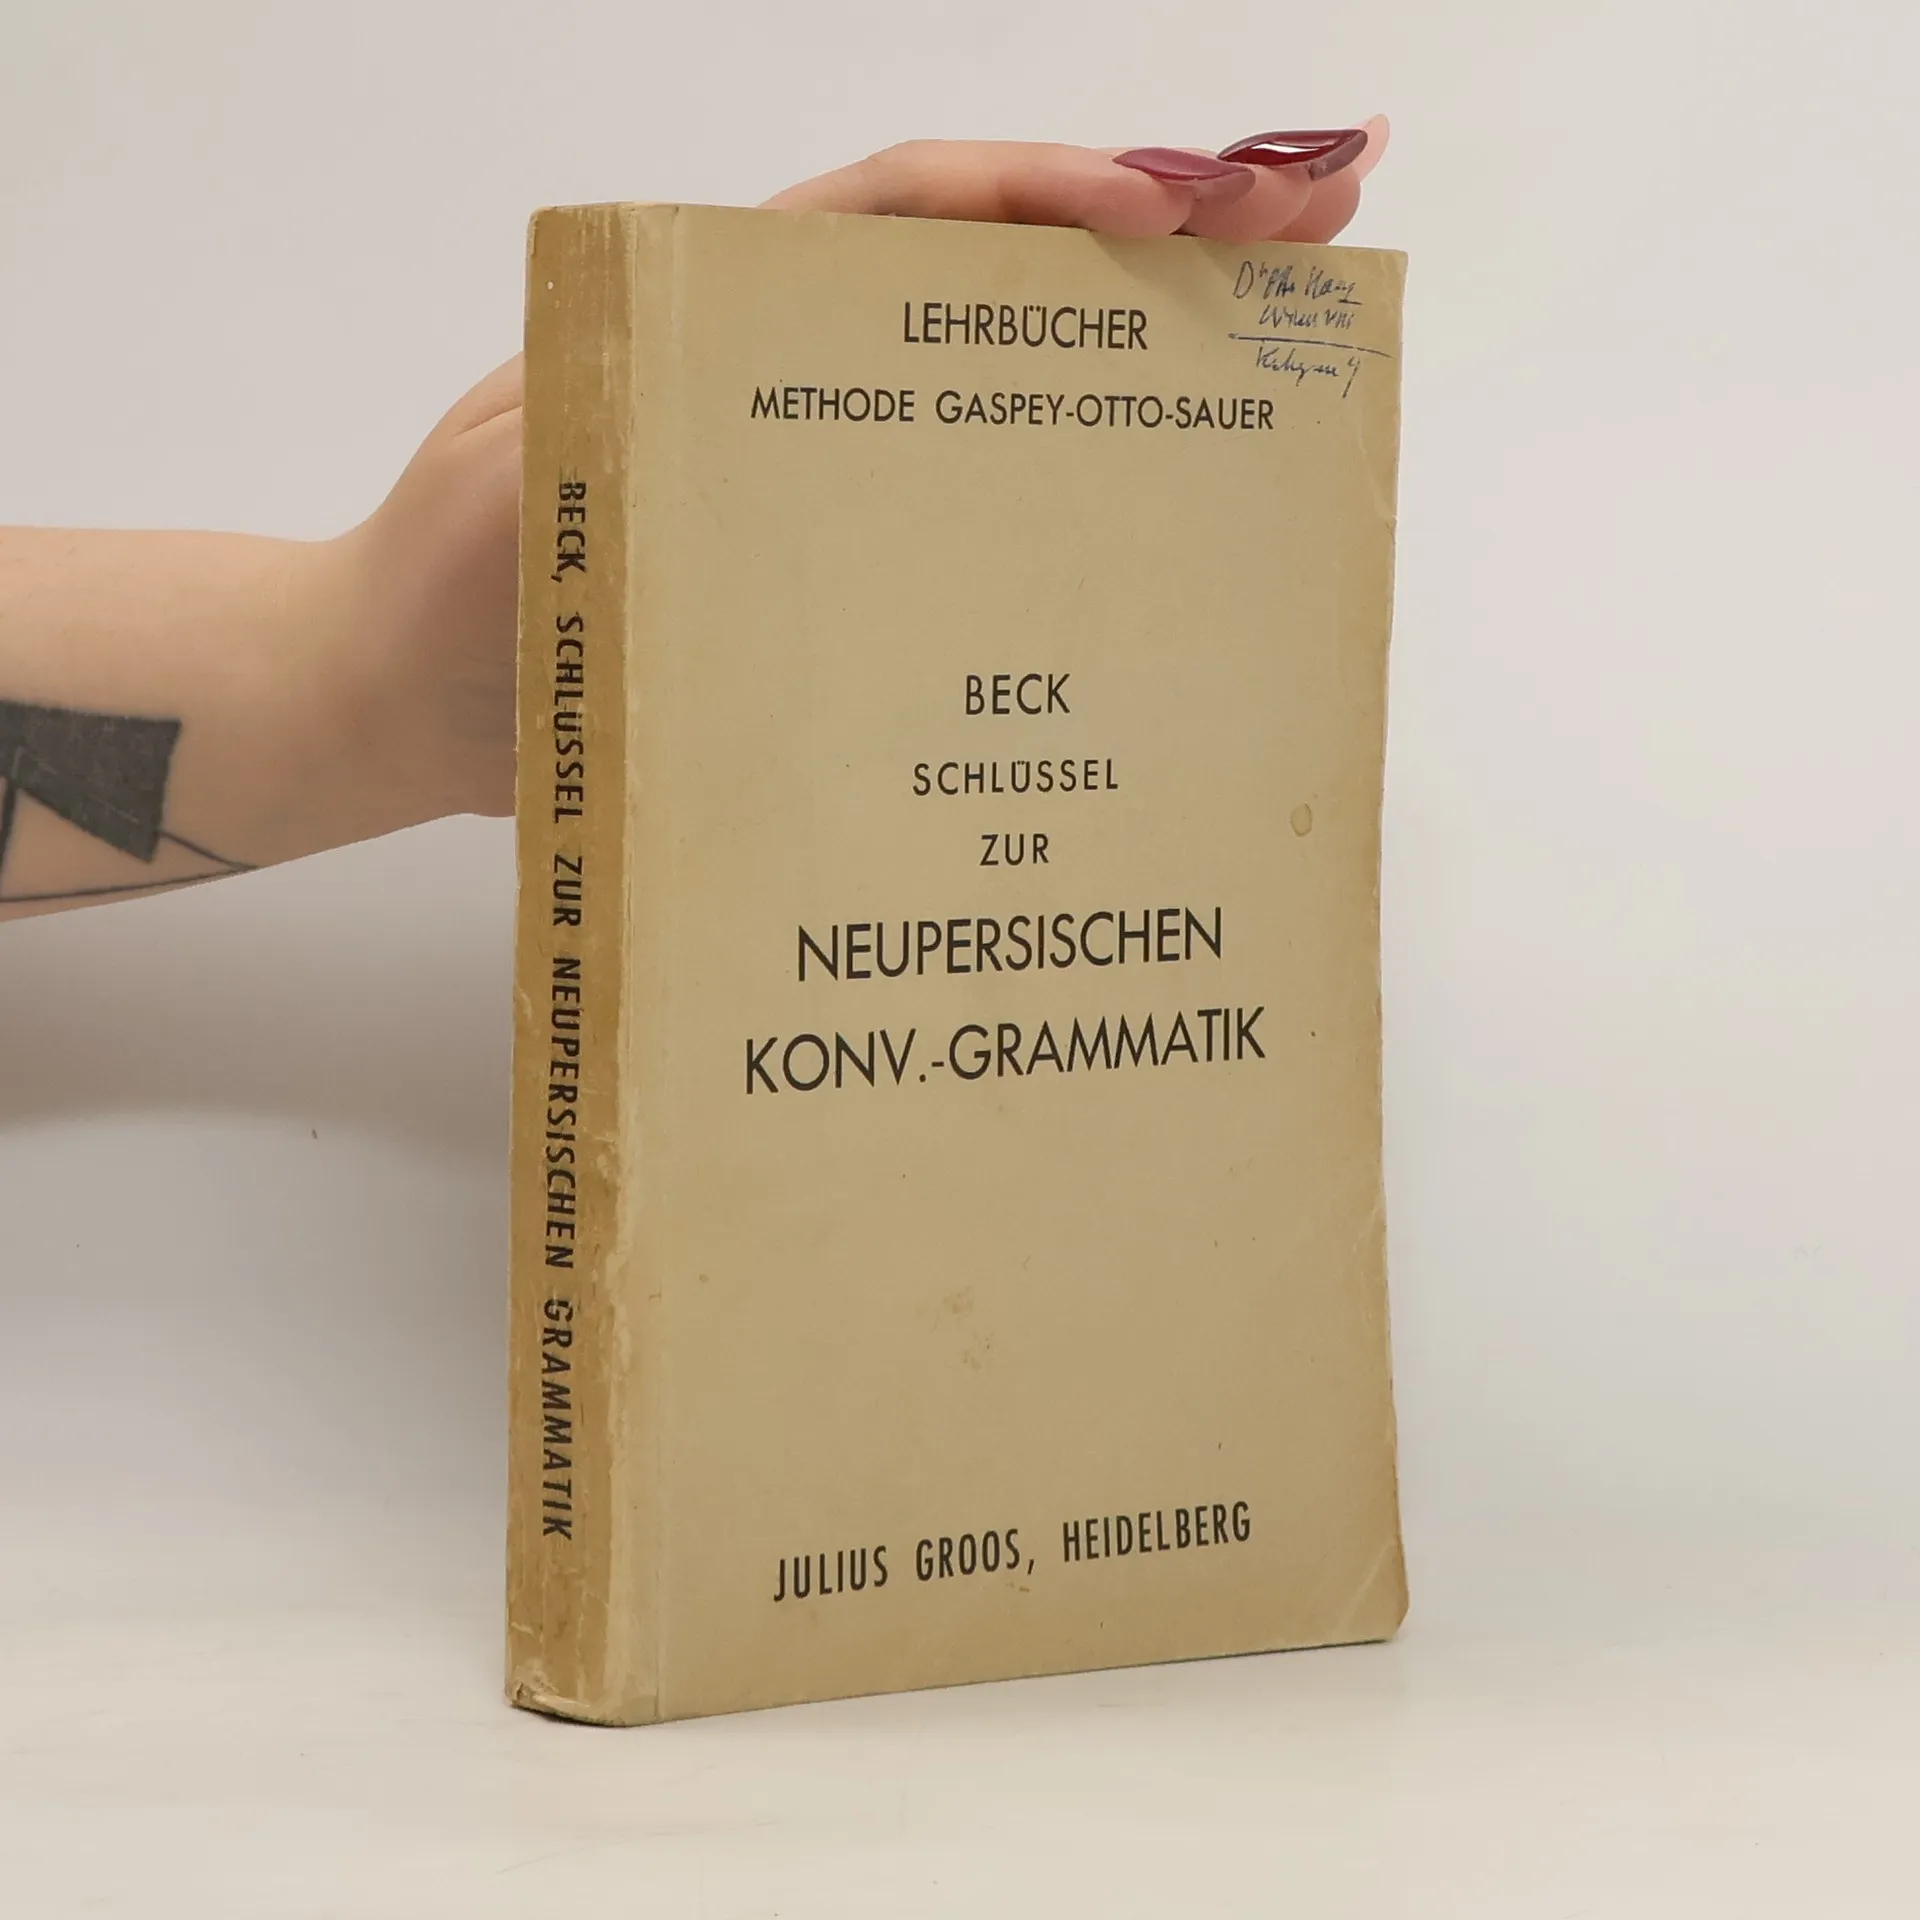 LEHRBÜCHER
METHODE GASPEY-OTTO-SAUER
BECK
SCHLÜSSEL
ZUR
NEUPERSISCHEN
KONV.-GRAMMATIK
JULIUS GROOS, HEIDELBERG
BECK, SCHLÜSSEL ZUR NEUPERSISCHEN GRAMMATIK